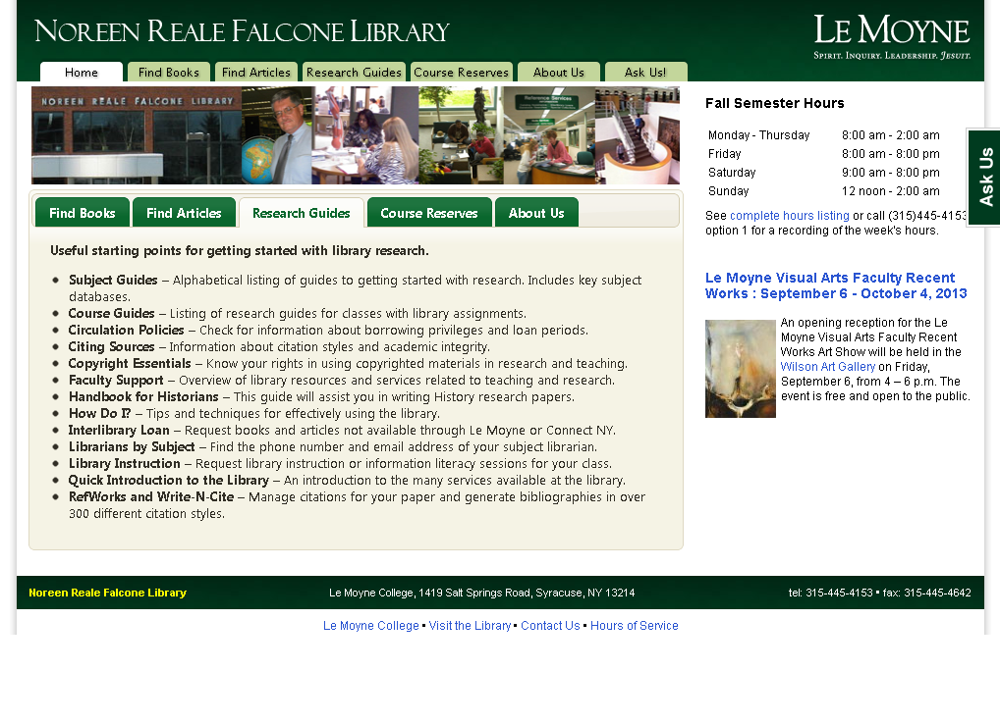 NOREEN REALE FALCONE LIBRARY
LE MOYNE
SPIRIT. INQUIRY. LEADERSHIP. JESUIT.
Home Find Books Find Articles Research Guides Course Reserves About Us Ask Us!
NOREEN REALE FALCONE LIBRARY
Reference Services
Find Books Find Articles Research Guides Course Reserves About Us
Useful starting points for getting started with library research.
• Subject Guides – Alphabetical listing of guides to getting started with research. Includes key subject
databases.
• Course Guides – Listing of research guides for classes with library assignments.
• Circulation Policies – Check for information about borrowing privileges and loan periods.
• Citing Sources – Information about citation styles and academic integrity.
• Copyright Essentials – Know your rights in using copyrighted materials in research and teaching.
• Faculty Support – Overview of library resources and services related to teaching and research.
• Handbook for Historians – This guide will assist you in writing History research papers.
• How Do I? – Tips and techniques for effectively using the library.
• Interlibrary Loan – Request books and articles not available through Le Moyne or Connect NY.
• Librarians by Subject – Find the phone number and email address of your subject librarian.
• Library Instruction – Request library instruction or information literacy sessions for your class.
• Quick Introduction to the Library – An introduction to the many services available at the library.
• RefWorks and Write-N-Cite – Manage citations for your paper and generate bibliographies in over
300 different citation styles.
Fall Semester Hours
Monday - Thursday 8:00 am - 2:00 am
Friday 8:00 am - 8:00 pm
Saturday 9:00 am - 8:00 pm
Sunday 12 noon - 2:00 am
See complete hours listing or call (315)445-4153
option 1 for a recording of the week's hours.
Ask Us
Le Moyne Visual Arts Faculty Recent
Works : September 6 - October 4, 2013
An opening reception for the Le
Moyne Visual Arts Faculty Recent
Works Art Show will be held in the
Wilson Art Gallery on Friday,
September 6, from 4 – 6 p.m. The
event is free and open to the public.
Noreen Reale Falcone Library Le Moyne College, 1419 Salt Springs Road, Syracuse, NY 13214 tel: 315-445-4153 • fax: 315-445-4642
Le Moyne College • Visit the Library • Contact Us • Hours of Service